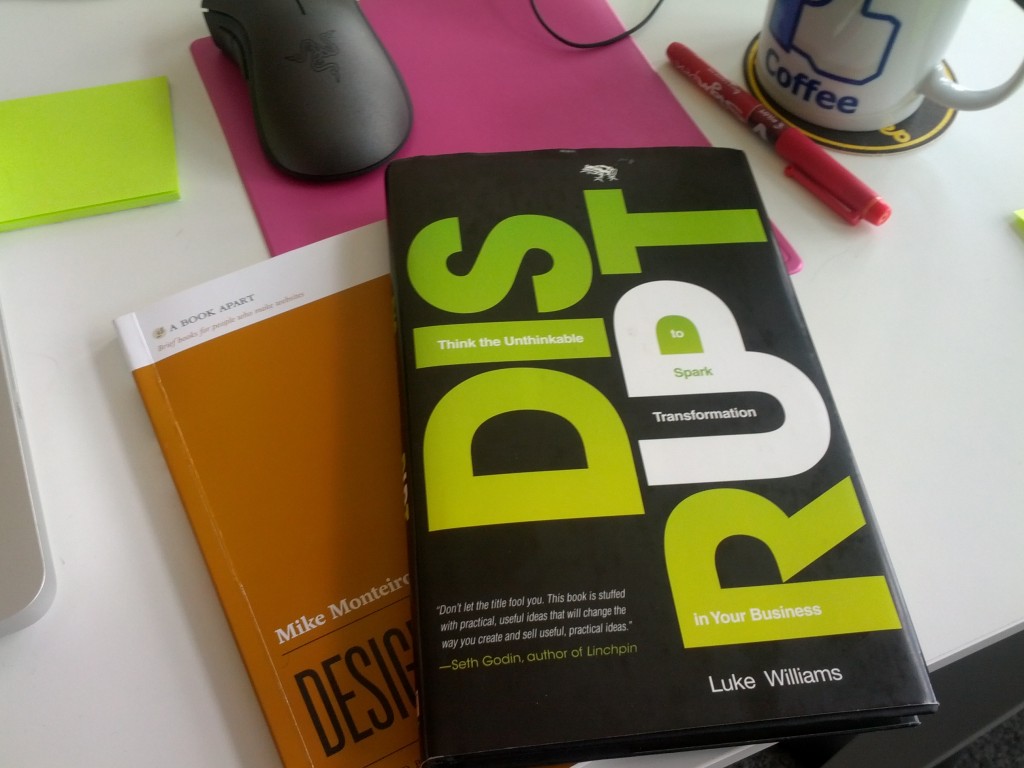 Coffee
A BOOK APART
Brief books for people who make websites
Mike Monteiro
DESIG
DISRUPT
Think the Unthinkable
to
Spark
Transformation
in Your Business
“Don’t let the title fool you. This book is stuffed
with practical, useful ideas that will change the
way you create and sell useful, practical ideas.”
—Seth Godin, author of Linchpin
Luke Williams